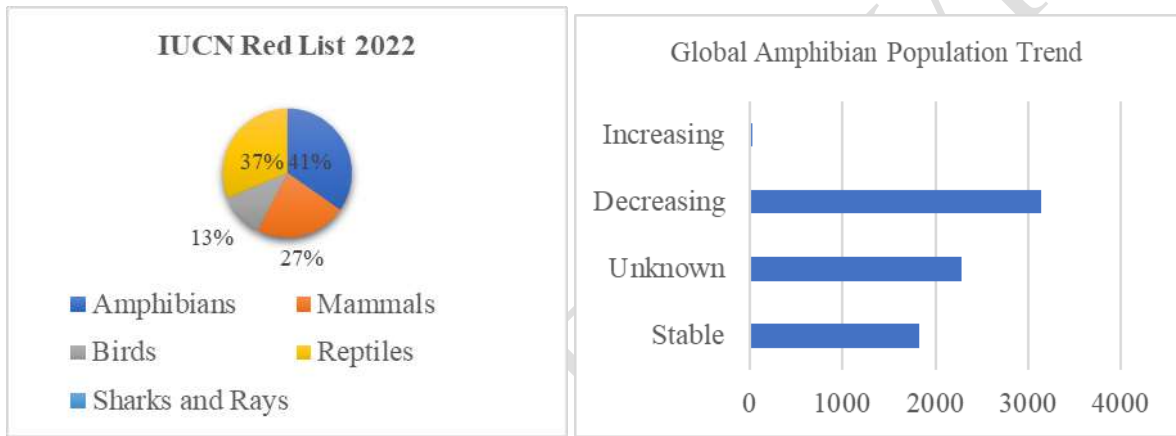 IUCN Red List 2022
37% 41%
13%
27%
Amphibians Mammals
Birds Reptiles
Sharks and Rays
Global Amphibian Population Trend
Increasing
Decreasing
Unknown
Stable
0 1000 2000 3000 4000